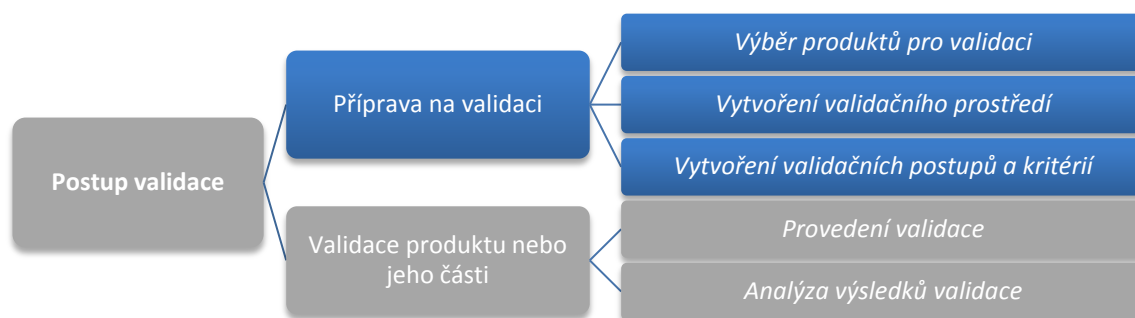 Postup validace
Příprava na validaci
Výběr produktů pro validaci
Vytvoření validačního prostředí
Vytvoření validačních postupů a kritérií
Validace produktu nebo
jeho části
Provedení validace
Analýza výsledků validace